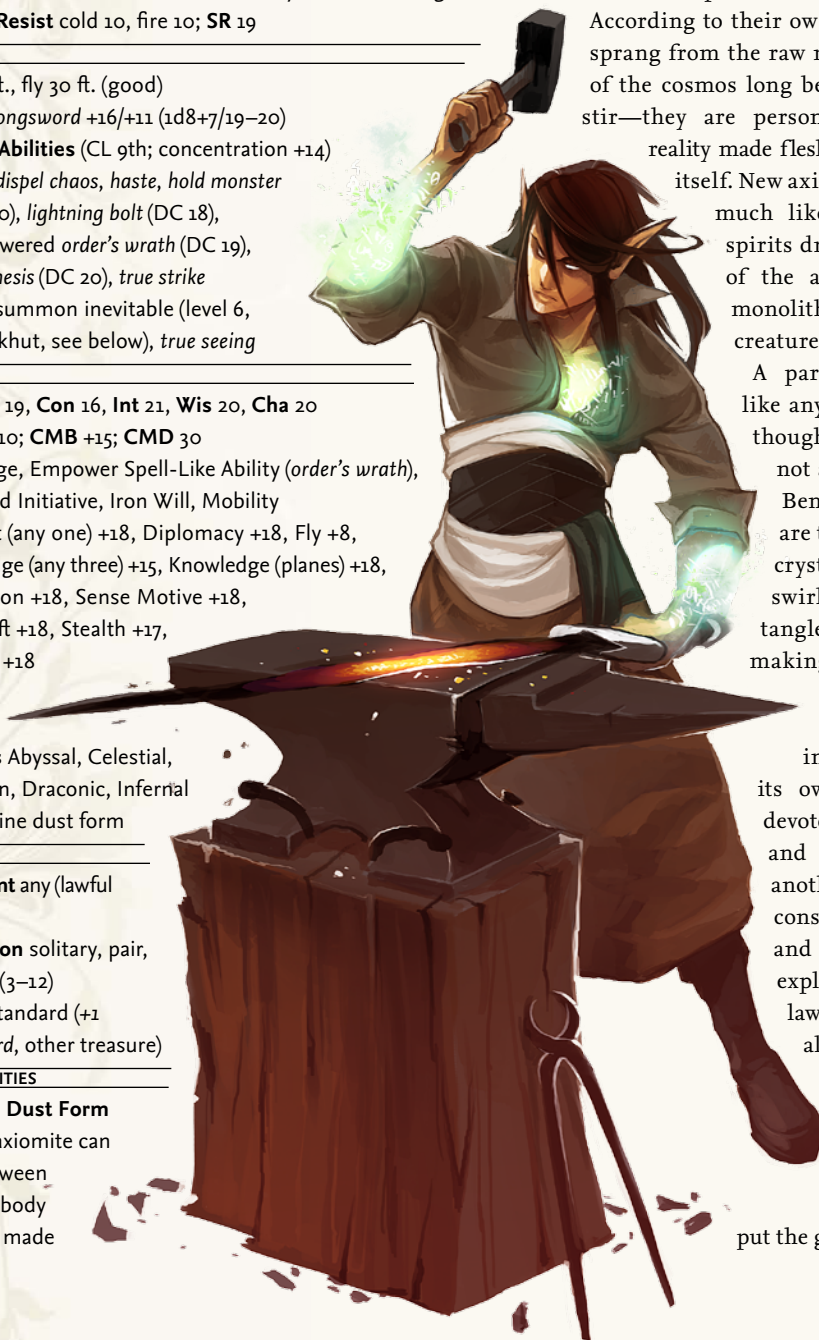 Resist cold 10, fire 10; SR 19
t., fly 30 ft. (good)
ongsword +16/+11 (1d8+7/19–20)
Abilities (CL 9th; concentration +14)
dispel chaos, haste, hold monster
0), lightning bolt (DC 18),
wered order's wrath (DC 19),
nesis (DC 20), true strike
summon inevitable (level 6,
khut, see below), true seeing
19, Con 16, Int 21, Wis 20, Cha 20
10; CMB +15; CMD 30
ge, Empower Spell-Like Ability (order's wrath),
d Initiative, Iron Will, Mobility
t (any one) +18, Diplomacy +18, Fly +8,
ge (any three) +15, Knowledge (planes) +18,
on +18, Sense Motive +18,
ft +18, Stealth +17,
+18
s Abyssal, Celestial,
n, Draconic, Infernal
ine dust form
nt any (lawful
on solitary, pair,
(3–12)
tandard (+1
rd, other treasure)
ITIES
Dust Form
axiomite can
ween
body
made
According to their ow
sprang from the raw m
of the cosmos long be
stir—they are person
reality made flesh
itself. New axi
much like
spirits dr
of the a
monolith
creature
A par
like any
though
not a
Ben
are t
cryst
swirl
tangle
making
in
its ow
devote
and
anoth
cons
and
expl
law
al
put the g